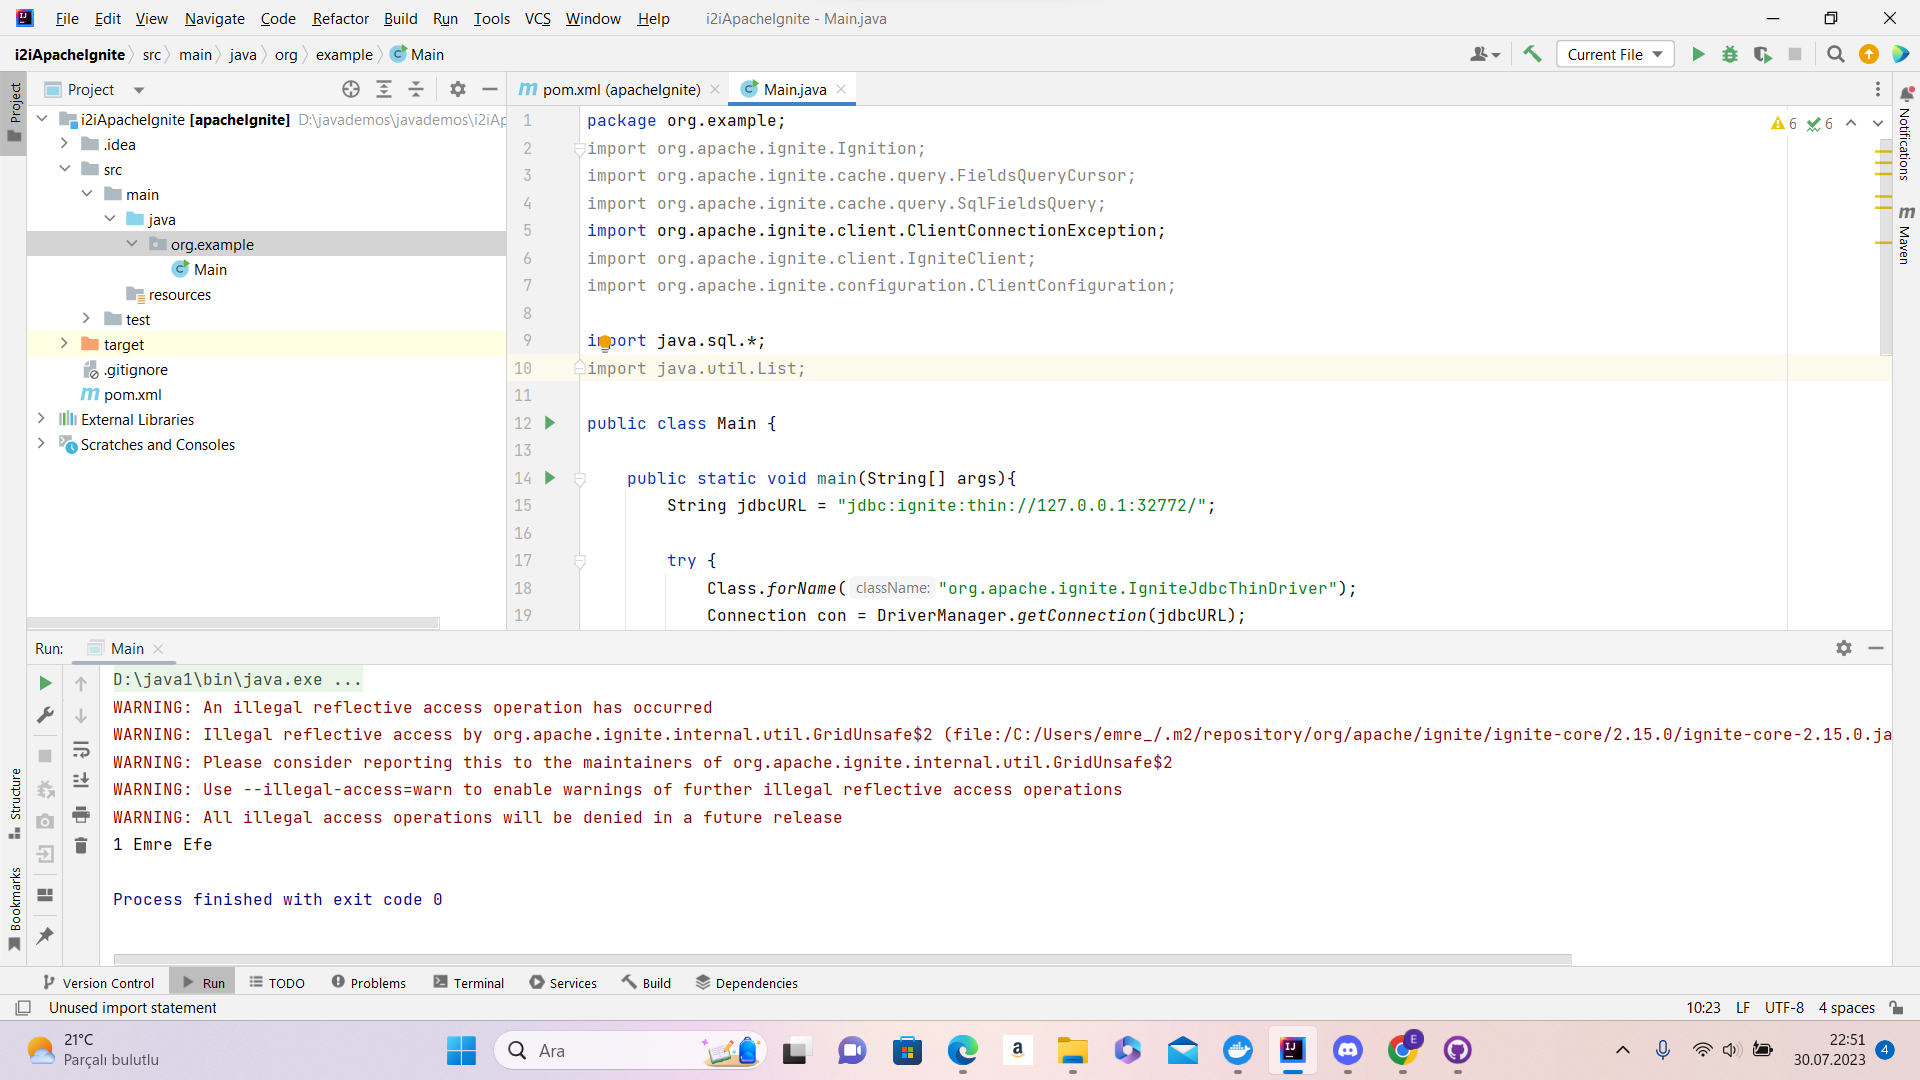 File Edit View Navigate Code Refactor Build Run Tools VCS Window Help i2iApacheIgnite - Main.java
i2iApacheIgnite src main java org example Main
Current File
Project
Project
pom.xml (apacheIgnite)
Main.java
Notifications
Maven
i2iApacheIgnite [apacheIgnite] D:\javademos\javademos\i2iAp
.idea
src
main
java
org.example
Main
resources
test
target
.gitignore
pom.xml
External Libraries
Scratches and Consoles
6 6
1 package org.example;
2 import org.apache.ignite.Ignition;
3 import org.apache.ignite.cache.query.FieldsQueryCursor;
4 import org.apache.ignite.cache.query.SqlFieldsQuery;
5 import org.apache.ignite.client.ClientConnectionException;
6 import org.apache.ignite.client.IgniteClient;
7 import org.apache.ignite.configuration.ClientConfiguration;
8
9 import java.sql.*;
10 import java.util.List;
11
12 public class Main {
13
14 public static void main(String[] args){
15 String jdbcURL = "jdbc:ignite:thin://127.0.0.1:32772/";
16
17 try {
18 Class.forName( className: "org.apache.ignite.IgniteJdbcThinDriver");
19 Connection con = DriverManager.getConnection(jdbcURL);
Run: Main
D:\java1\bin\java.exe ...
WARNING: An illegal reflective access operation has occurred
WARNING: Illegal reflective access by org.apache.ignite.internal.util.GridUnsafe$2 (file:/C:/Users/emre_/.m2/repository/org/apache/ignite/ignite-core/2.15.0/ignite-core-2.15.0.ja
WARNING: Please consider reporting this to the maintainers of org.apache.ignite.internal.util.GridUnsafe$2
WARNING: Use --illegal-access=warn to enable warnings of further illegal reflective access operations
WARNING: All illegal access operations will be denied in a future release
1 Emre Efe
Process finished with exit code 0
Structure
Bookmarks
Version Control Run TODO Problems Terminal Services Build Dependencies
Unused import statement
10:23 LF UTF-8 4 spaces
21°C
Parçalı bulutlu
Ara
22:51
30.07.2023
4